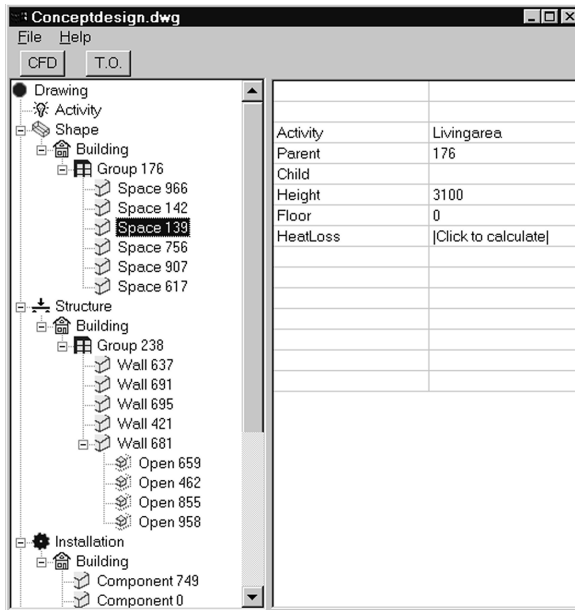 Conceptdesign.dwg
File Help
CFD T.O.
Drawing
Activity
Shape
Building
Group 176
Space 966
Space 142
Space 139
Space 756
Space 907
Space 617
Structure
Building
Group 238
Wall 637
Wall 691
Wall 695
Wall 421
Wall 681
Open 659
Open 462
Open 855
Open 958
Installation
Building
Component 749
Component 0
Activity Livingarea
Parent 176
Child
Height 3100
Floor 0
HeatLoss |Click to calculate|